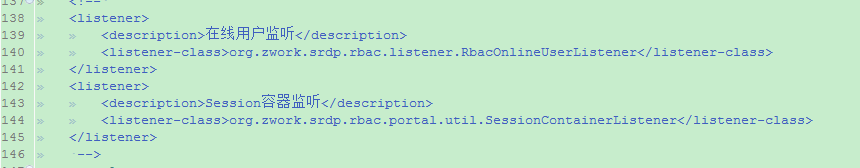 137 <!--
138 <listener>
139 <description>在线用户监听</description>
140 <listener-class>org.zwork.srdp.rbac.listener.RbacOnlineUserListener</listener-class>
141 </listener>
142 <listener>
143 <description>Session容器监听</description>
144 <listener-class>org.zwork.srdp.rbac.portal.util.SessionContainerListener</listener-class>
145 </listener>
146 -->